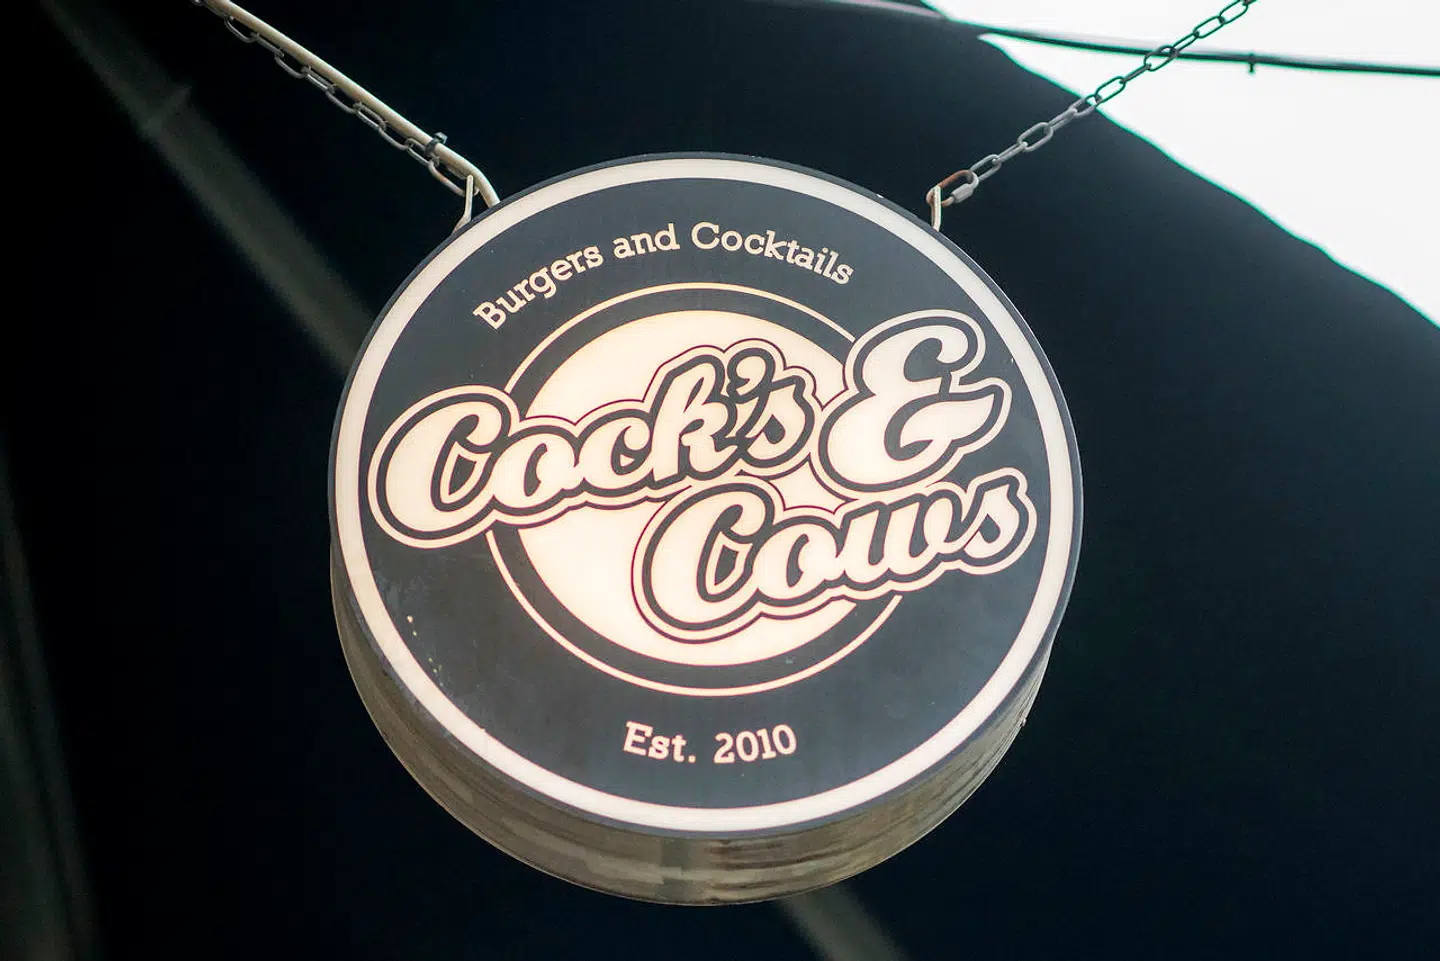 Burgers and Cocktails
Cock's &
Cows
Est. 2010